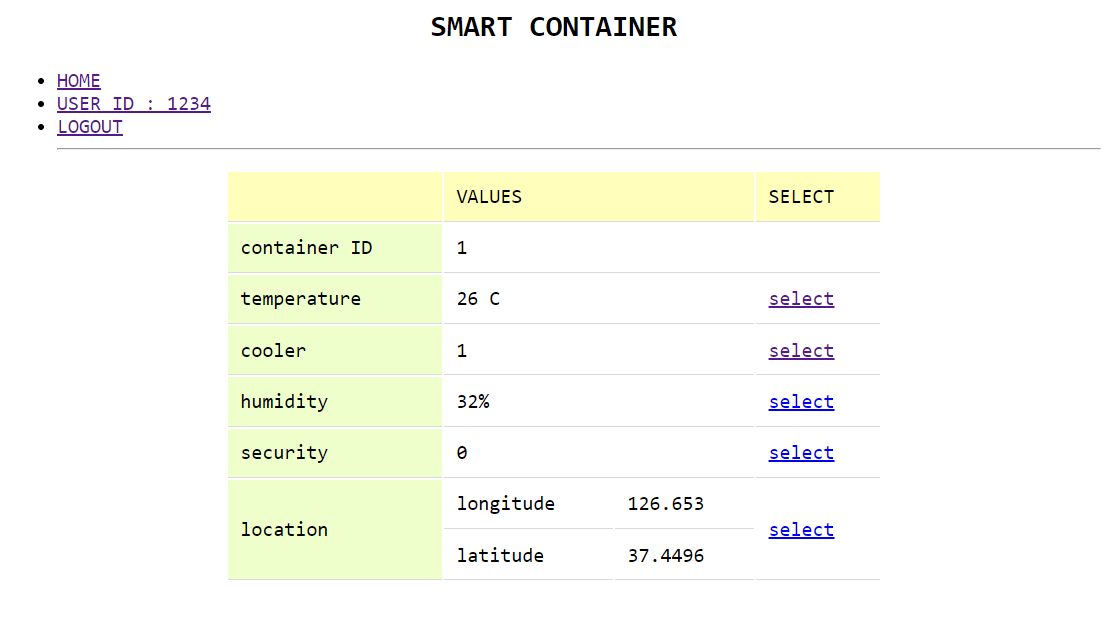 SMART CONTAINER
HOME
USER ID : 1234
LOGOUT
VALUES SELECT
container ID 1
temperature 26 C select
cooler 1 select
humidity 32% select
security 0 select
location longitude 126.653 select
latitude 37.4496